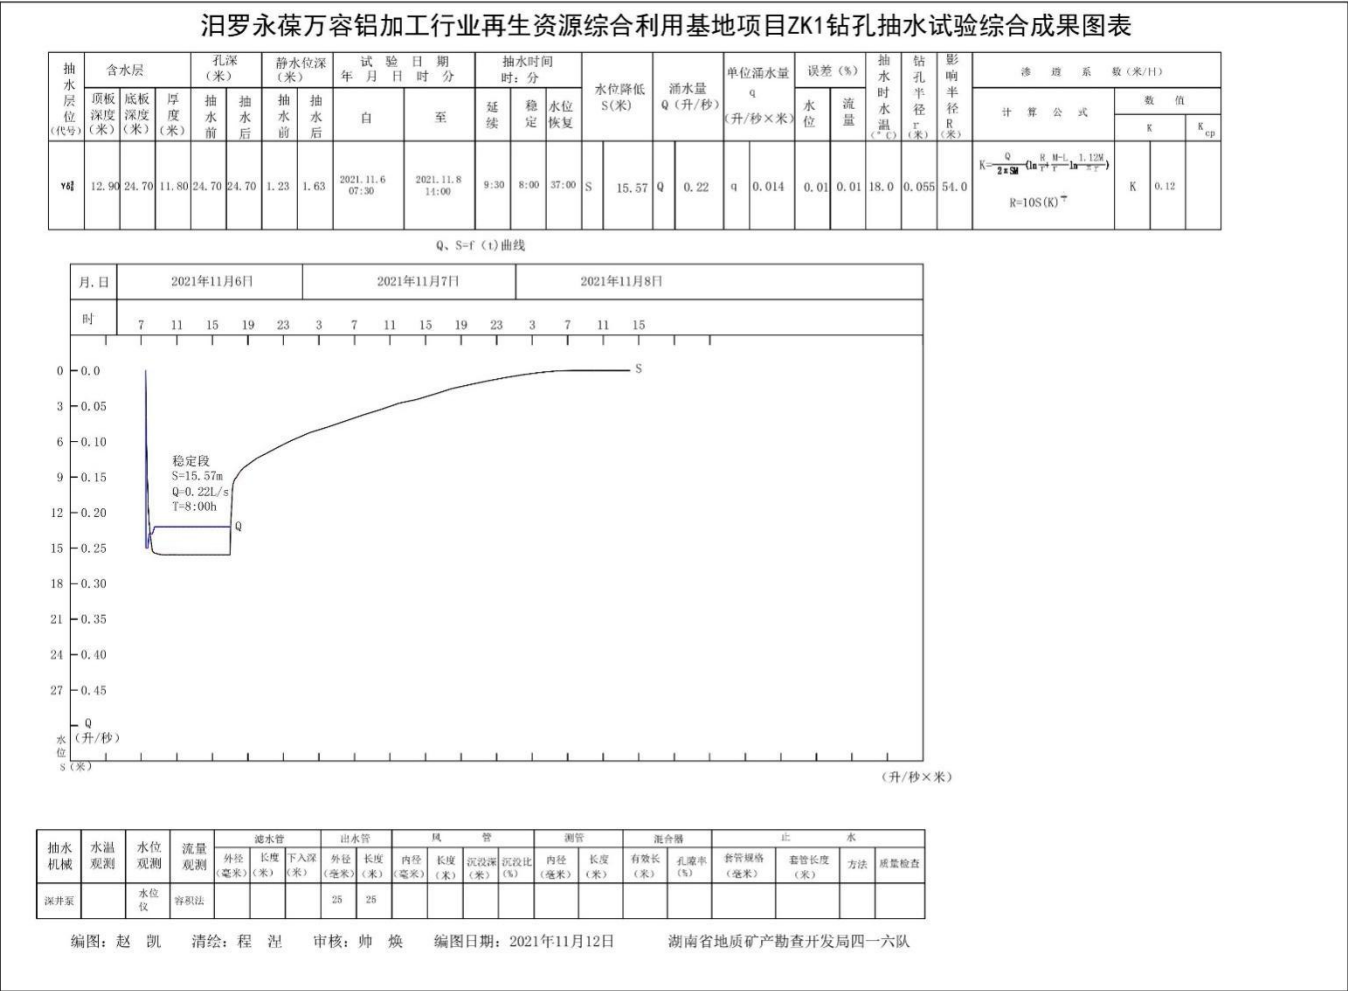 汨罗永葆万容铝加工行业再生资源综合利用基地项目ZK1钻孔抽水试验综合成果图表
抽水层位(代号)
含水层
孔深(米)
静水位深(米)
试 验 日 期
年 月 日 时 分
抽水时间
时:分
水位降低
S(米)
涌水量
Q(升/秒)
单位涌水量
q
(升/秒×米)
误差(%)
抽水时水温(°C)
钻孔半径r(米)
影响半径R(米)
渗 透 系 数(米/H)
顶板深度(米)
底板深度(米)
厚度(米)
抽水前
抽水后
抽水前
抽水后
自
至
延续
稳定
水位恢复
水位
流量
计 算 公 式
数 值
K
Kcp
12.90 24.70 11.80 24.70 24.70 1.23 1.63
2021.11.6 07:30
2021.11.8 14:00
9:30 8:00 37:00 S 15.57 Q 0.22 q 0.014 0.01 0.01 18.0 0.055 54.0
K 0.12
Q、S=f(t)曲线
月.日 2021年11月6日 2021年11月7日 2021年11月8日
时 7 11 15 19 23 3 7 11 15 19 23 3 7 11 15
0 0.0
S
3 0.05
6 0.10
稳定段
S=15.57m
9 0.15
Q=0.22L/s
T=8:00h
12 0.20
Q
15 0.25
18 0.30
21 0.35
24 0.40
27 0.45
Q
(升/秒)
水位
S(米)
(升/秒×米)
抽水机械
水温观测
水位观测
流量观测
滤水管
出水管
风 管
测管
混合器
止 水
外径(毫米)
长度(米)
下入深(米)
外径(毫米)
长度(米)
内径(毫米)
长度(米)
沉没深(米)
沉没比(%)
内径(毫米)
长度(米)
有效长(米)
孔隙率(%)
套管规格(毫米)
套管长度(米)
方法
质量检查
深井泵
水位仪
容积法
25 25
编图:赵 凯 清绘:程 涅 审核:帅 焕 编图日期:2021年11月12日 湖南省地质矿产勘查开发局四一六队